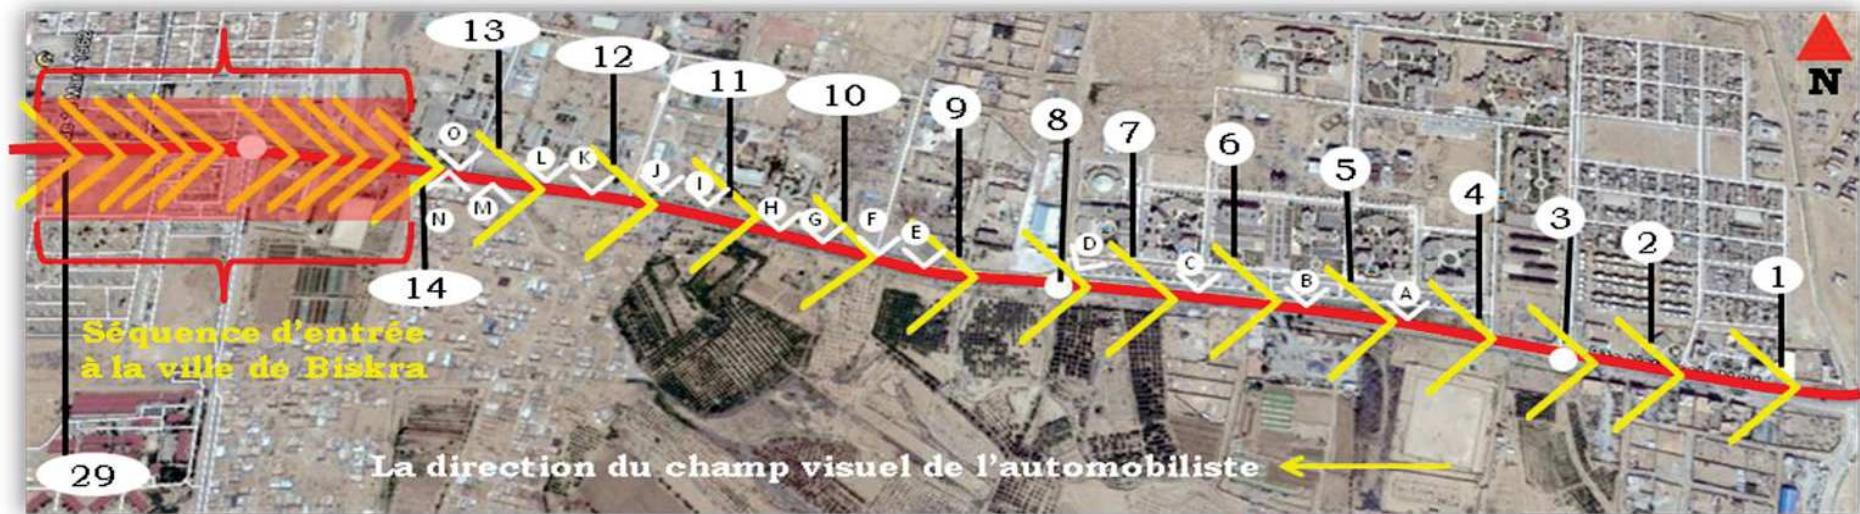 13
12
11
10
9
8
7
6
5
4
3
2
1
N
O
L
K
J
I
H
G
F
E
D
C
B
A
N
M
14
Séquence d'entrée
à la ville de Biskra
29
La direction du champ visuel de l'automobiliste